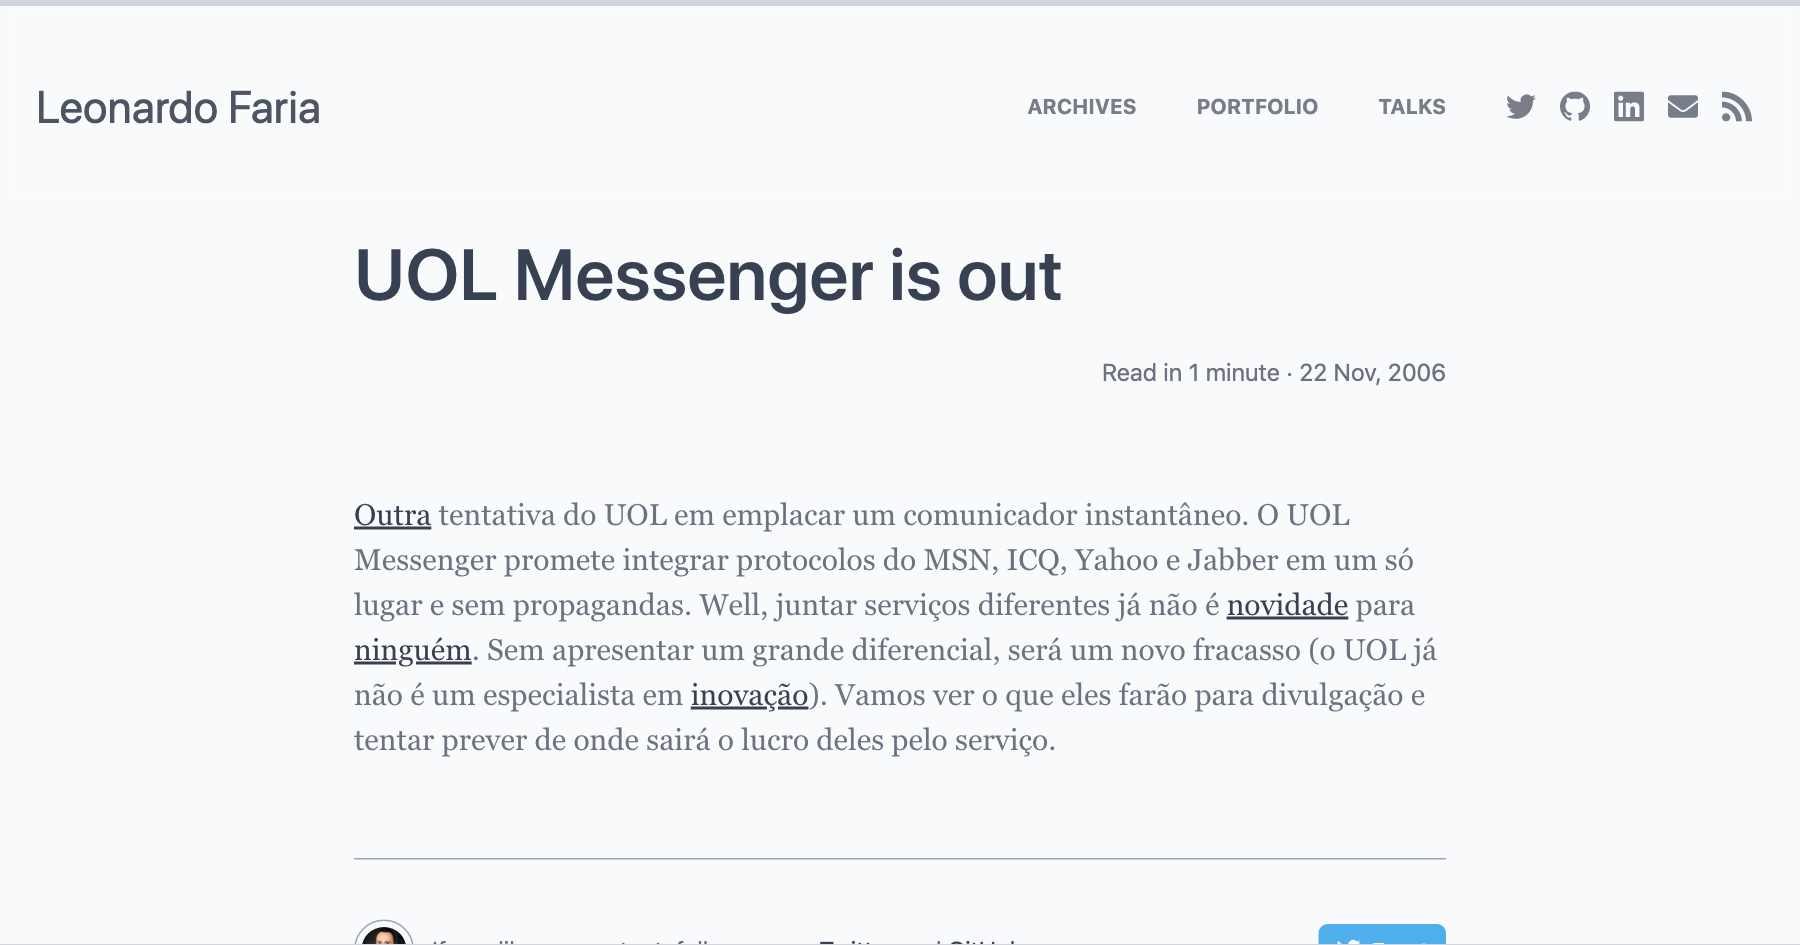 Leonardo Faria
ARCHIVES PORTFOLIO TALKS
UOL Messenger is out
Read in 1 minute · 22 Nov, 2006
Outra tentativa do UOL em emplacar um comunicador instantâneo. O UOL
Messenger promete integrar protocolos do MSN, ICQ, Yahoo e Jabber em um só
lugar e sem propagandas. Well, juntar serviços diferentes já não é novidade para
ninguém. Sem apresentar um grande diferencial, será um novo fracasso (o UOL já
não é um especialista em inovação). Vamos ver o que eles farão para divulgação e
tentar prever de onde sairá o lucro deles pelo serviço.